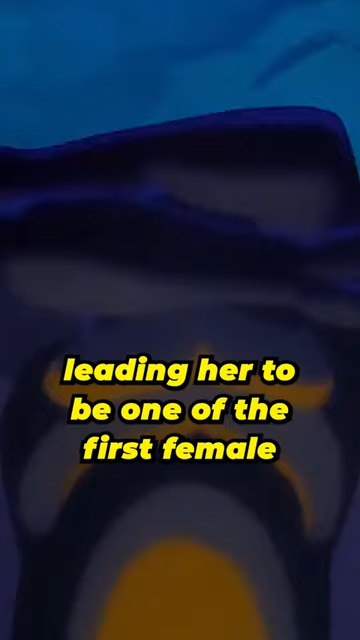 leading her to
be one of the
first female